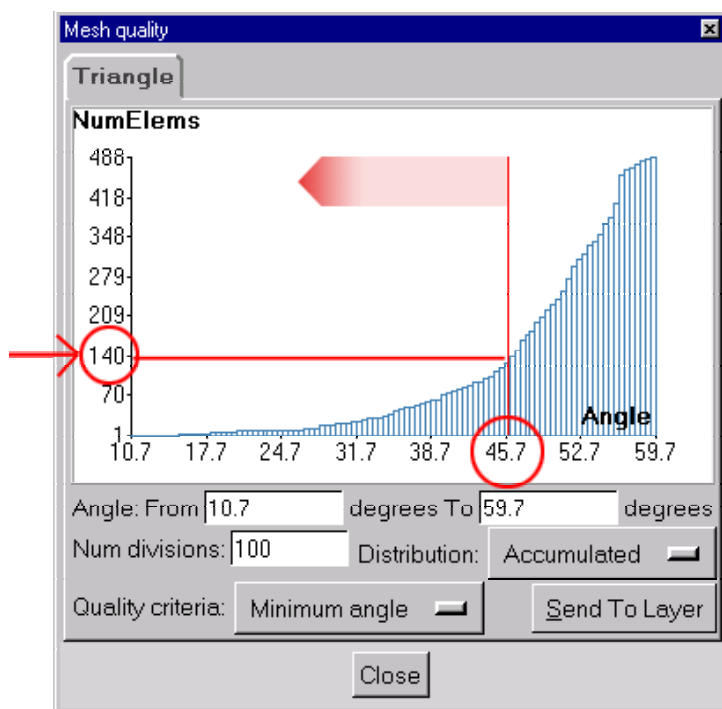 Mesh quality
Triangle
NumElems
488
418
348
279
209
140
70
1
Angle
10.7 17.7 24.7 31.7 38.7 45.7 52.7 59.7
Angle: From 10.7 degrees To 59.7 degrees
Num divisions: 100 Distribution: Accumulated
Quality criteria: Minimum angle Send To Layer
Close